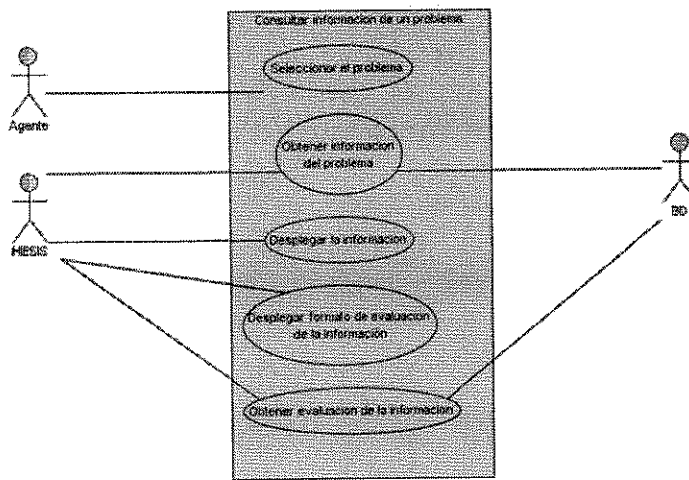 Consultar informacion de un problema
Seleccionar el problema
Agente
Obtener informacion
del problema
HIESIS
BD
Desplegar la informacion
Desplegar formato de evaluacion
de la informacion
Obtener evaluacion de la informacion